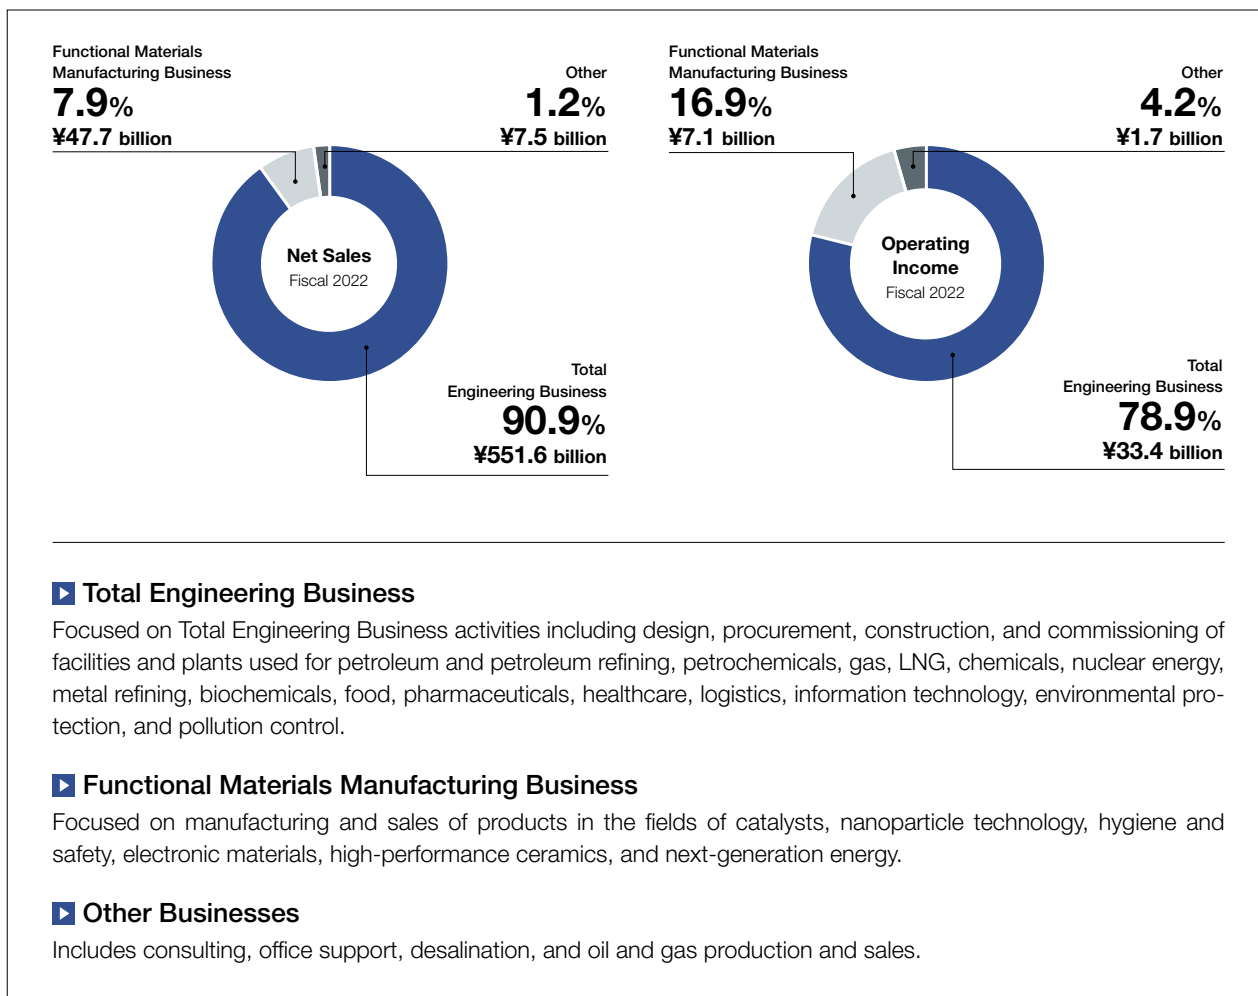 Functional Materials
Manufacturing Business
7.9%
¥47.7 billion
Other
1.2%
¥7.5 billion
Net Sales
Fiscal 2022
Total
Engineering Business
90.9%
¥551.6 billion
Functional Materials
Manufacturing Business
16.9%
¥7.1 billion
Other
4.2%
¥1.7 billion
Operating
Income
Fiscal 2022
Total
Engineering Business
78.9%
¥33.4 billion
Total Engineering Business
Focused on Total Engineering Business activities including design, procurement, construction, and commissioning of
facilities and plants used for petroleum and petroleum refining, petrochemicals, gas, LNG, chemicals, nuclear energy,
metal refining, biochemicals, food, pharmaceuticals, healthcare, logistics, information technology, environmental pro-
tection, and pollution control.
Functional Materials Manufacturing Business
Focused on manufacturing and sales of products in the fields of catalysts, nanoparticle technology, hygiene and
safety, electronic materials, high-performance ceramics, and next-generation energy.
Other Businesses
Includes consulting, office support, desalination, and oil and gas production and sales.